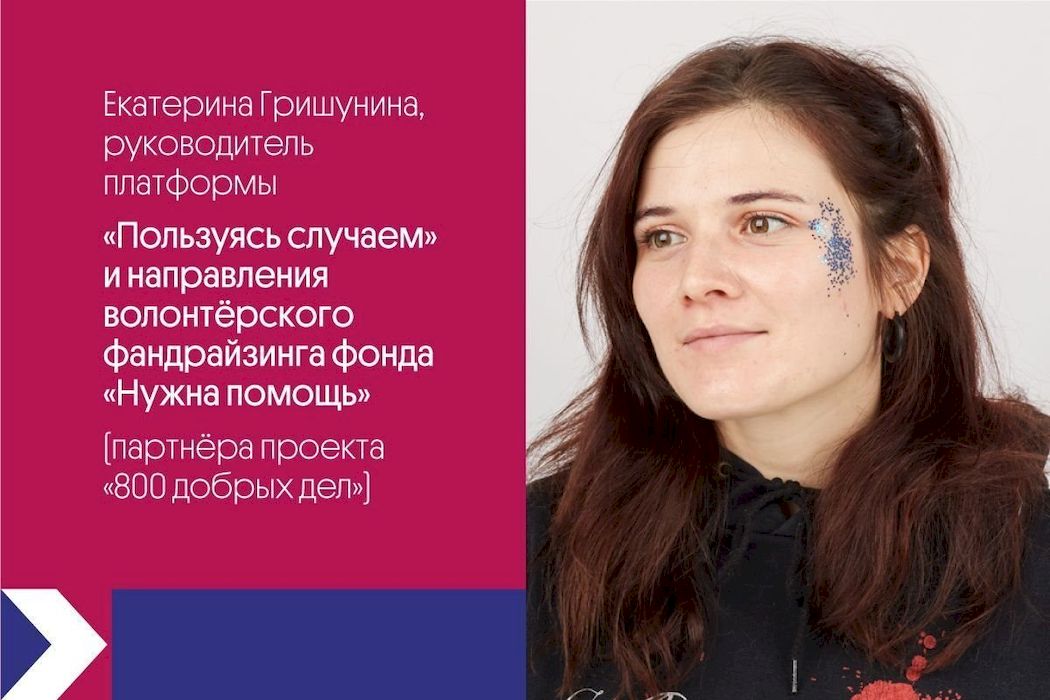 Екатерина Гришунина,
руководитель
платформы
«Пользуясь случаем»
и направления
волонтёрского
фандрайзинга фонда
«Нужна помощь»
(партнёра проекта
«800 добрых дел»)